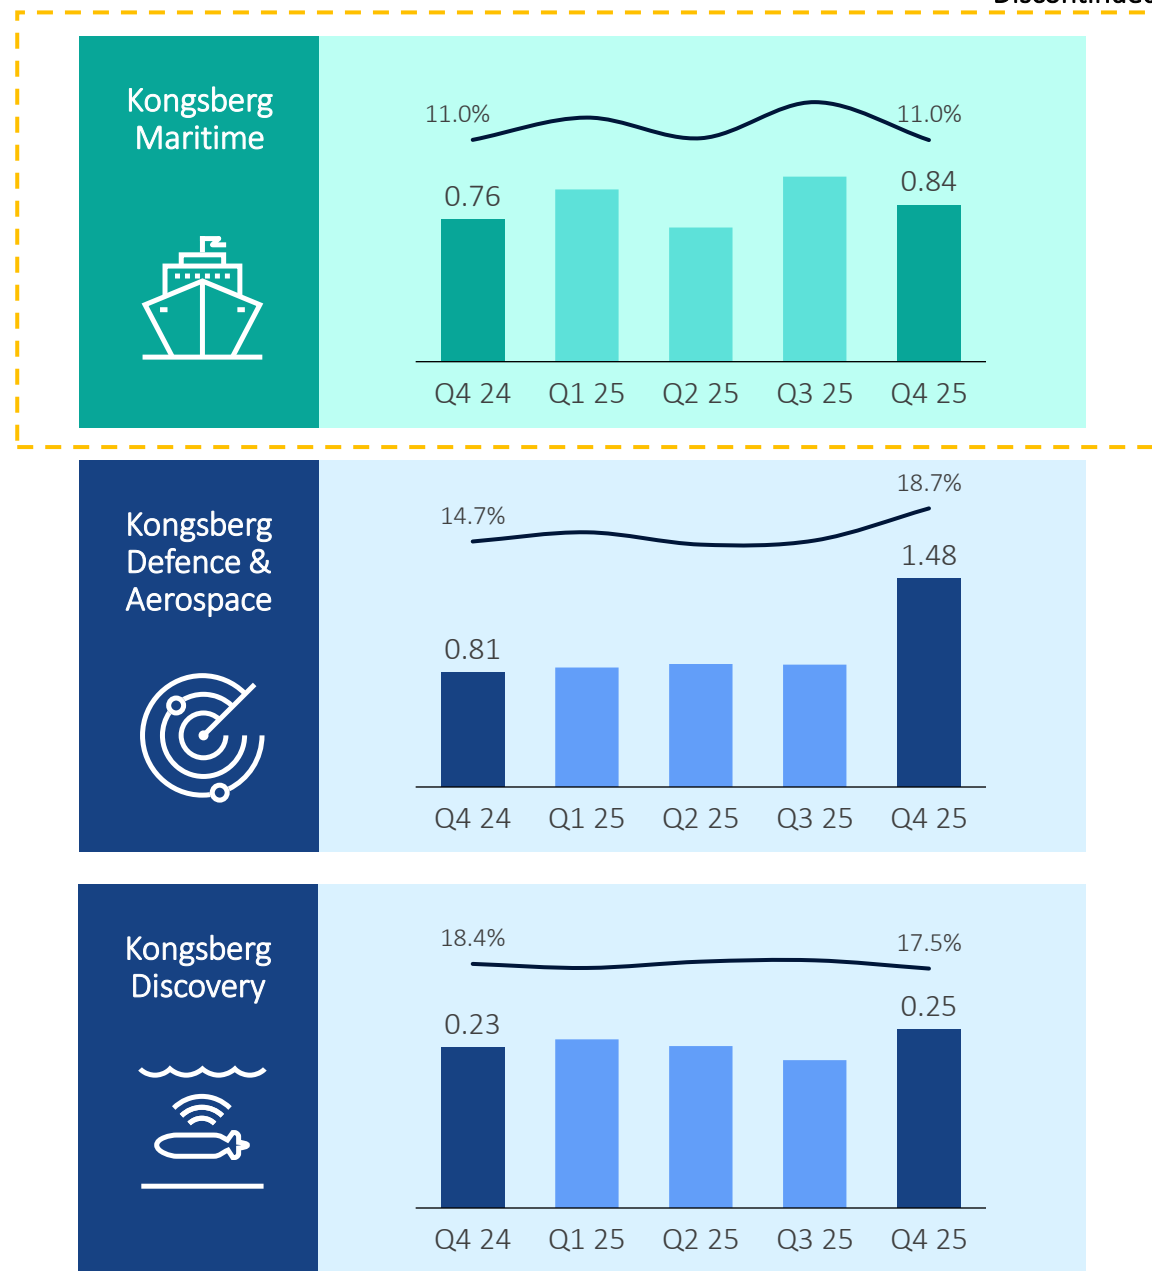 Kongsberg
Maritime
11.0%
11.0%
0.76
0.84
Q4 24 Q1 25 Q2 25 Q3 25 Q4 25
Kongsberg
Defence &
Aerospace
14.7%
18.7%
0.81
1.48
Q4 24 Q1 25 Q2 25 Q3 25 Q4 25
Kongsberg
Discovery
18.4%
17.5%
0.23
0.25
Q4 24 Q1 25 Q2 25 Q3 25 Q4 25